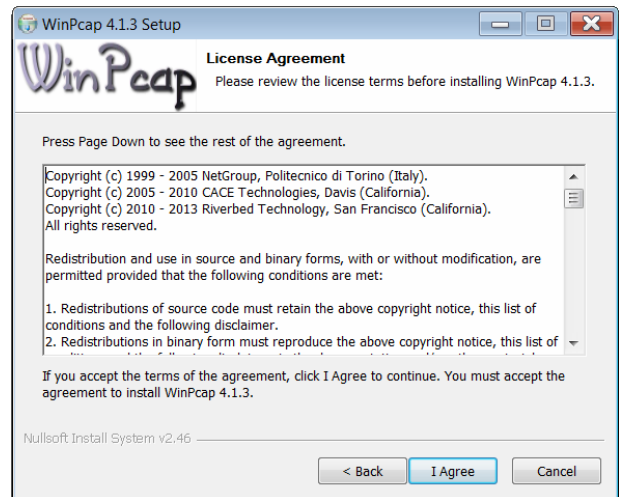 WinPcap 4.1.3 Setup
WinPcap
License Agreement
Please review the license terms before installing WinPcap 4.1.3.
Press Page Down to see the rest of the agreement.
Copyright (c) 1999 - 2005 NetGroup, Politecnico di Torino (Italy).
Copyright (c) 2005 - 2010 CACE Technologies, Davis (California).
Copyright (c) 2010 - 2013 Riverbed Technology, San Francisco (California).
All rights reserved.
Redistribution and use in source and binary forms, with or without modification, are
permitted provided that the following conditions are met:
1. Redistributions of source code must retain the above copyright notice, this list of
conditions and the following disclaimer.
2. Redistributions in binary form must reproduce the above copyright notice, this list of
If you accept the terms of the agreement, click I Agree to continue. You must accept the
agreement to install WinPcap 4.1.3.
Nullsoft Install System v2.46
< Back
I Agree
Cancel